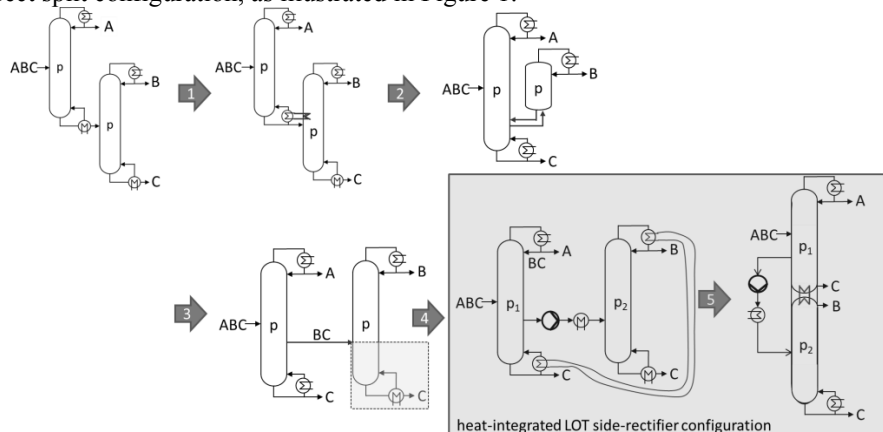 ect split configuration, as illustrated in Figure 1.
A
ABC
p
B
p
C
1
A
ABC
p
B
p
C
2
A
ABC
p
p
B
C
3
A
ABC
p
BC
C
p
B
C
4
A
BC
ABC
p1
C
p2
B
C
5
A
ABC
p1
C
B
p2
C
heat-integrated LOT side-rectifier configuration